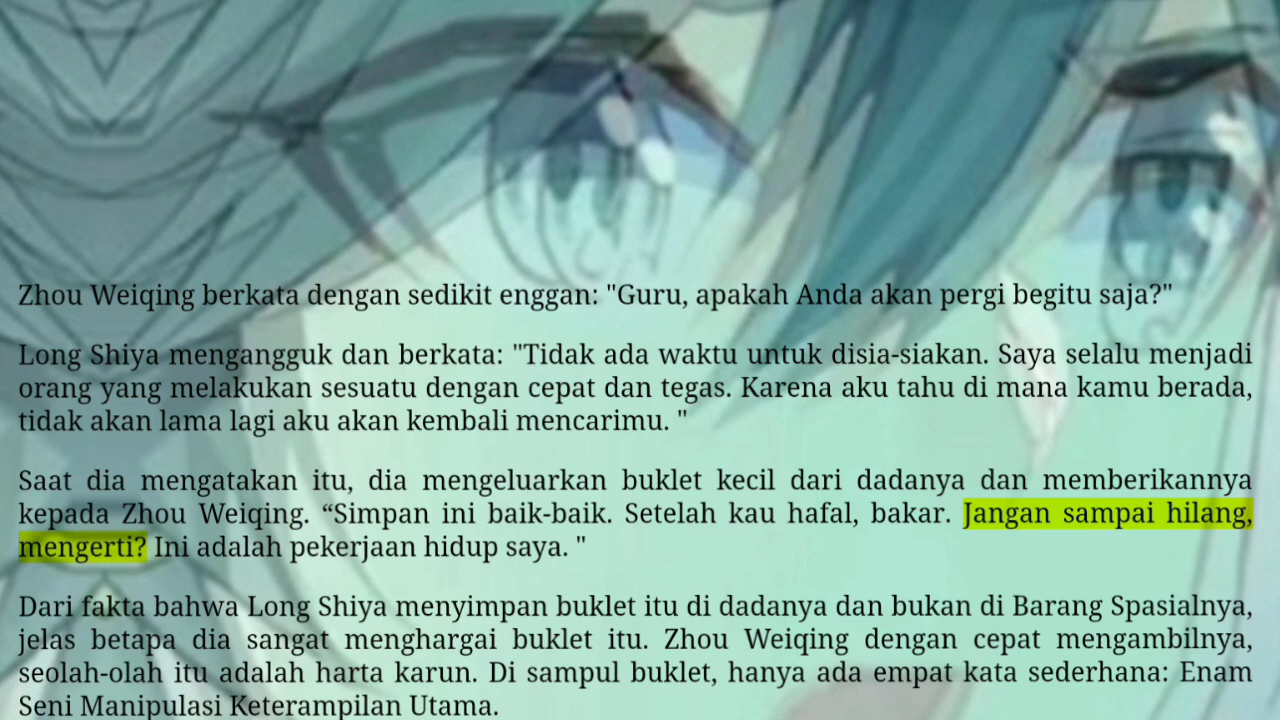 Zhou Weiqing berkata dengan sedikit enggan: "Guru, apakah Anda akan pergi begitu saja?"
Long Shiya mengangguk dan berkata: "Tidak ada waktu untuk disia-siakan. Saya selalu menjadi
orang yang melakukan sesuatu dengan cepat dan tegas. Karena aku tahu di mana kamu berada,
tidak akan lama lagi aku akan kembali mencarimu. "
Saat dia mengatakan itu, dia mengeluarkan buklet kecil dari dadanya dan memberikannya
kepada Zhou Weiqing. “Simpan ini baik-baik. Setelah kau hafal, bakar. Jangan sampai hilang,
mengerti? Ini adalah pekerjaan hidup saya. "
Dari fakta bahwa Long Shiya menyimpan buklet itu di dadanya dan bukan di Barang Spasialnya,
jelas betapa dia sangat menghargai buklet itu. Zhou Weiqing dengan cepat mengambilnya,
seolah-olah itu adalah harta karun. Di sampul buklet, hanya ada empat kata sederhana: Enam
Seni Manipulasi Keterampilan Utama.